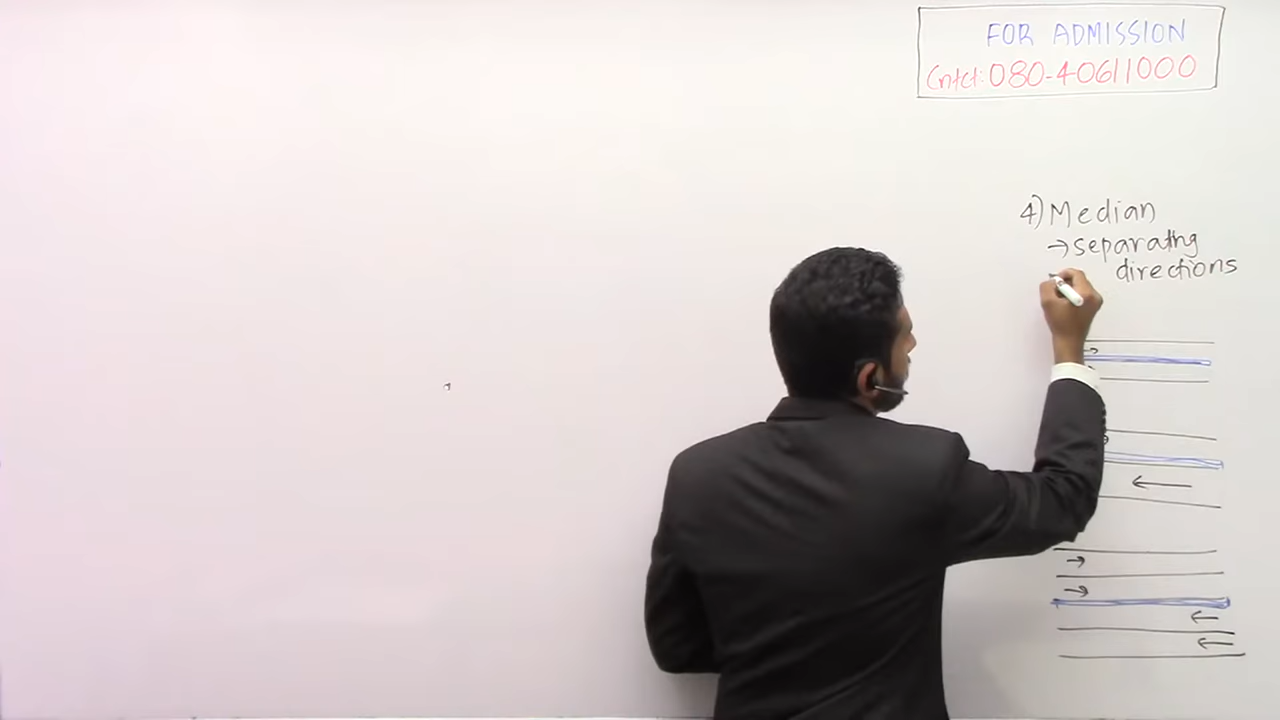 FOR ADMISSION
Cntct: 080-40611000
4) Median
→ separating
directions